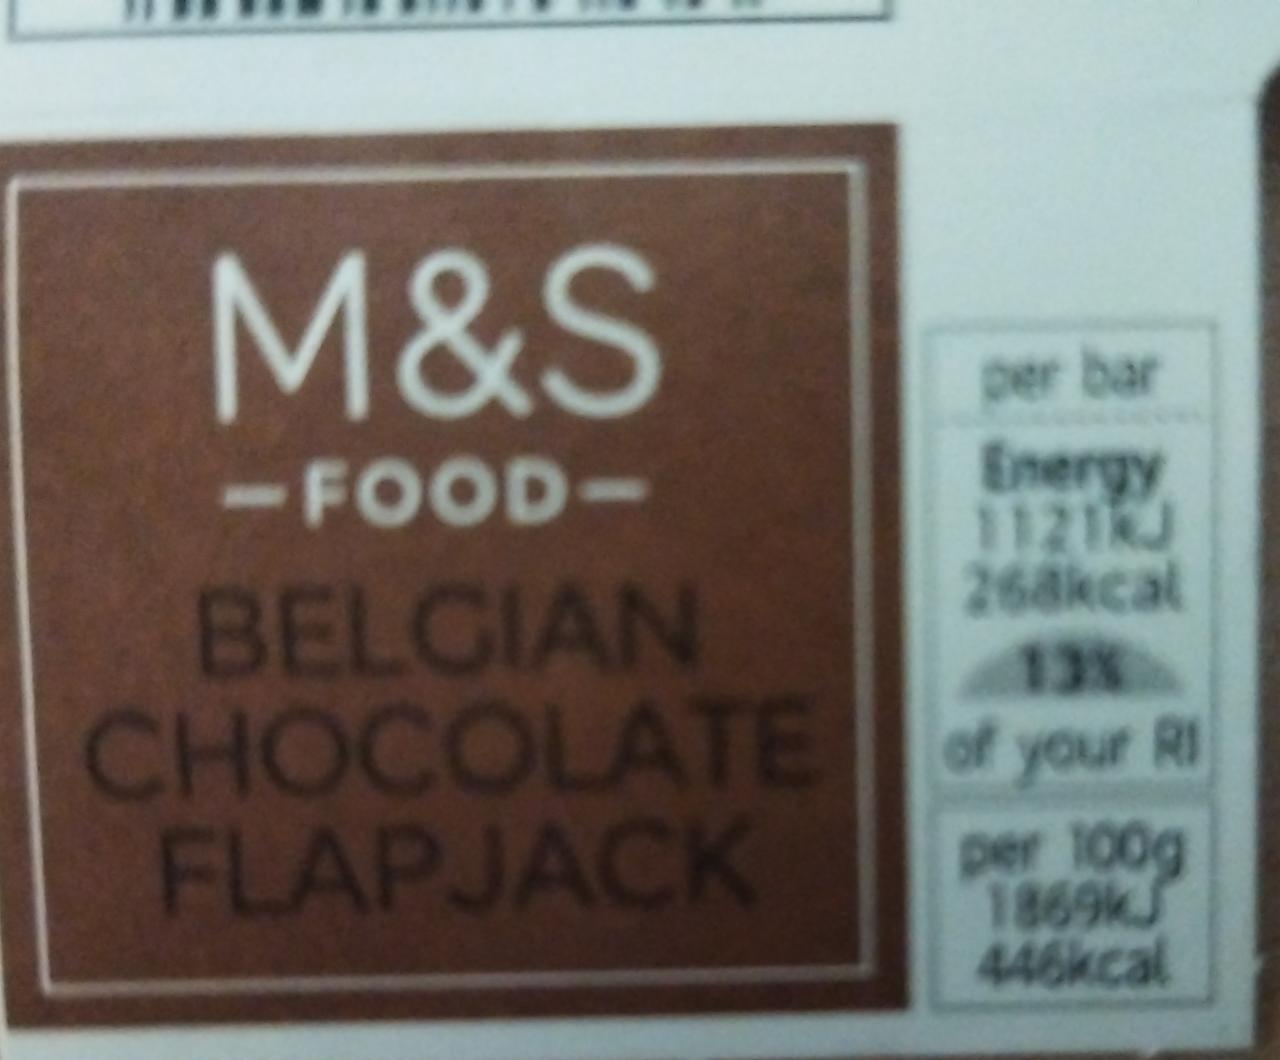 M&S
—FOOD—
BELGIAN
CHOCOLATE
FLAPJACK
per bar
Energy
1121kJ
268kcal
13%
of your RI
per 100g
1869kJ
446kcal